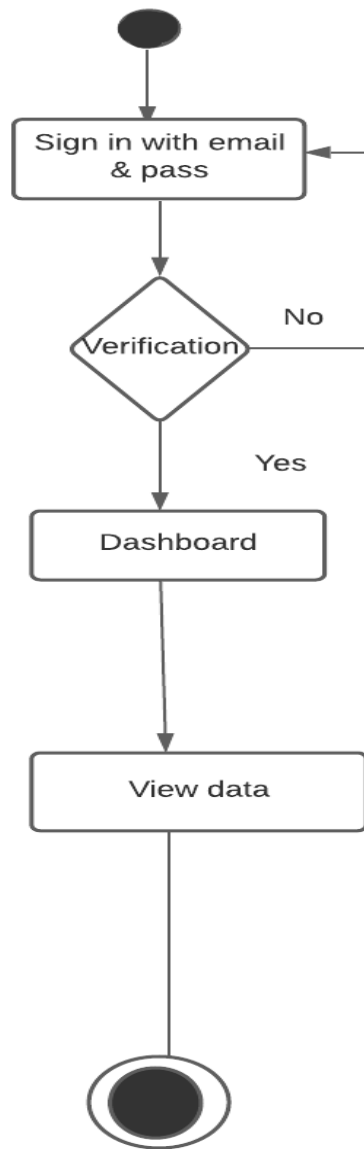 Sign in with email
& pass
Verification
No
Yes
Dashboard
View data